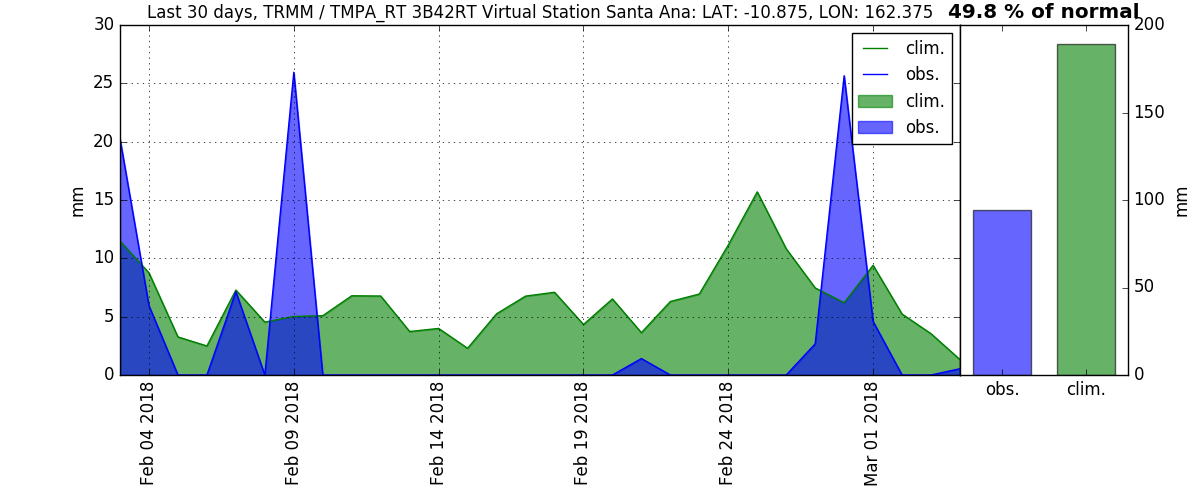 Last 30 days, TRMM / TMPA_RT 3B42RT Virtual Station Santa Ana: LAT: -10.875, LON: 162.375
49.8 % of normal
30
25
20
15
10
5
0
mm
clim.
obs.
clim.
obs.
Feb 04 2018
Feb 09 2018
Feb 14 2018
Feb 19 2018
Feb 24 2018
Mar 01 2018
200
150
100
50
0
mm
obs.
clim.